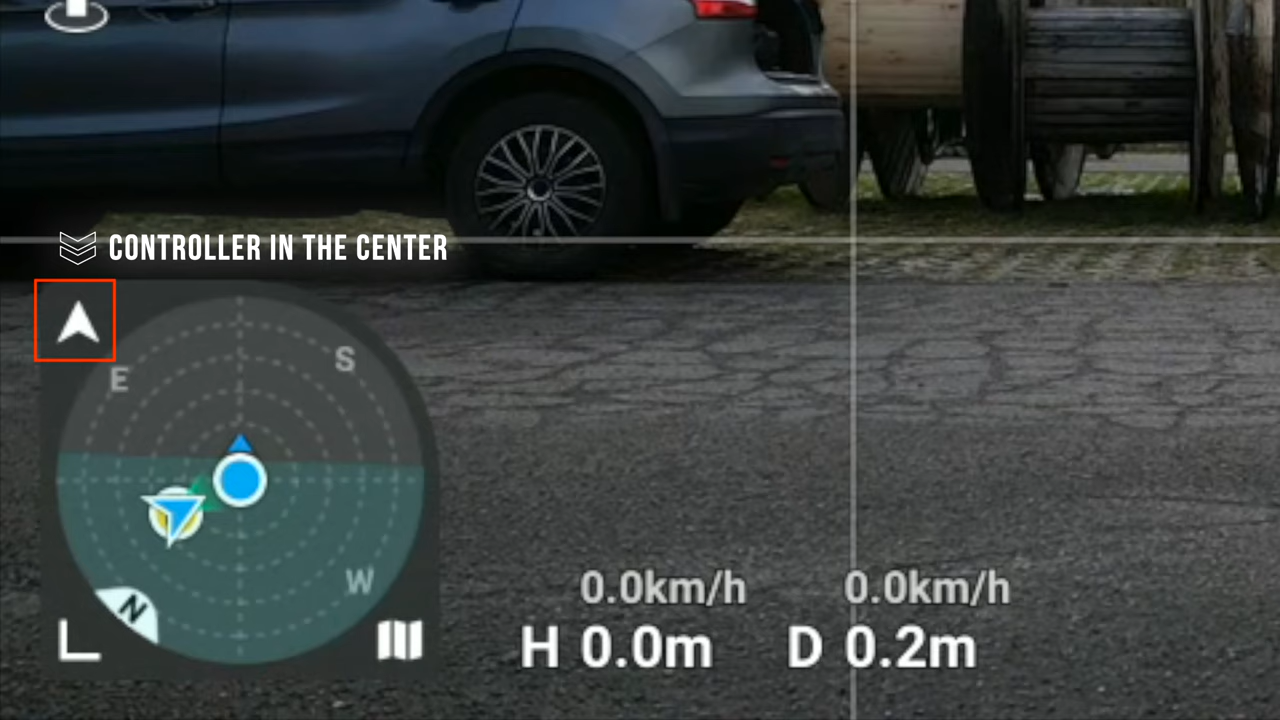 CONTROLLER IN THE CENTER
S
E
W
N
0.0km/h 0.0km/h
H 0.0m D 0.2m